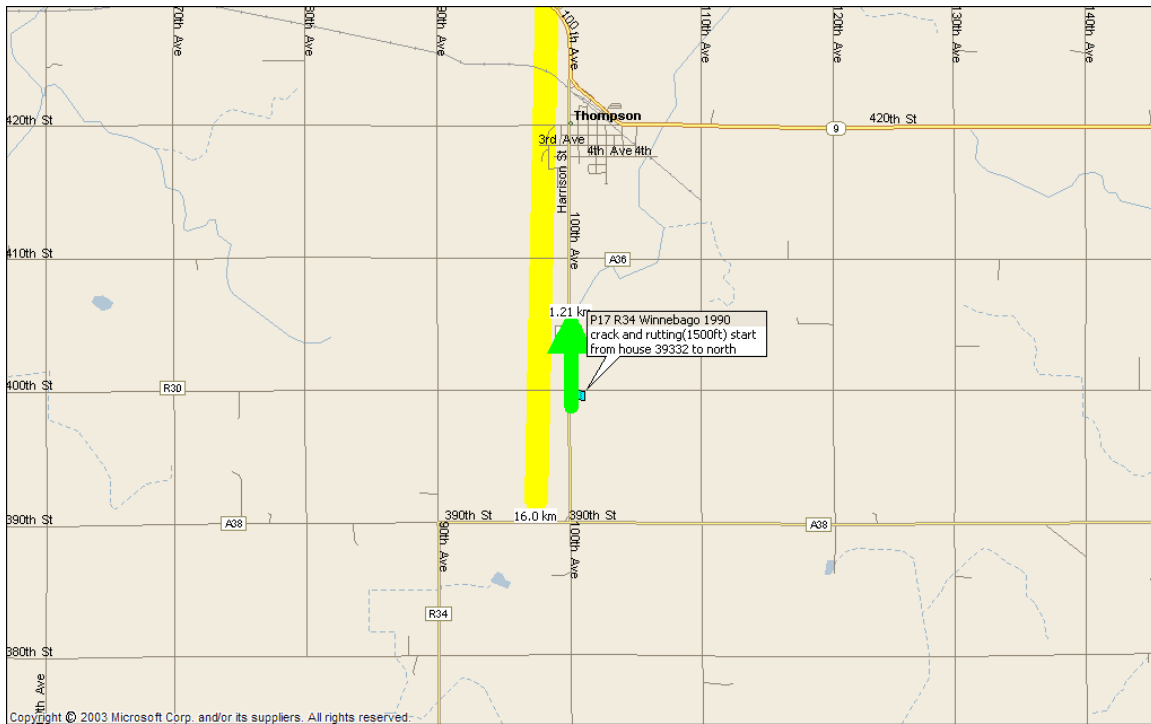 70th Ave
80th Ave
90th Ave
100th Ave
110th Ave
120th Ave
130th Ave
140th Ave
420th St
Thompson
420th St
9
3rd Ave
4th Ave 4th
Harrison St
100th Ave
410th St
A36
1.21 km
P17 R34 Winnebago 1990
crack and rutting(1500ft) start
from house 39332 to north
400th St
R30
390th St
A38
390th St
16.0 km
390th St
A38
90th Ave
100th Ave
R34
380th St
Copyright © 2003 Microsoft Corp. and/or its suppliers. All rights reserved.